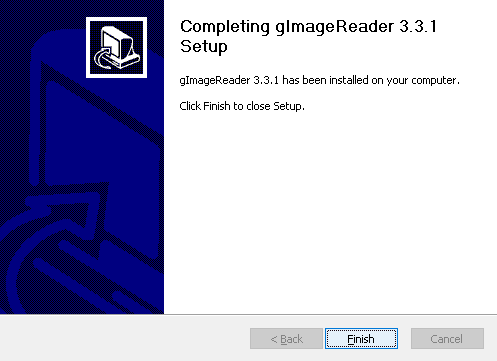 Completing gImageReader 3.3.1
Setup
gImageReader 3.3.1 has been installed on your computer.
Click Finish to close Setup.
< Back
Finish
Cancel